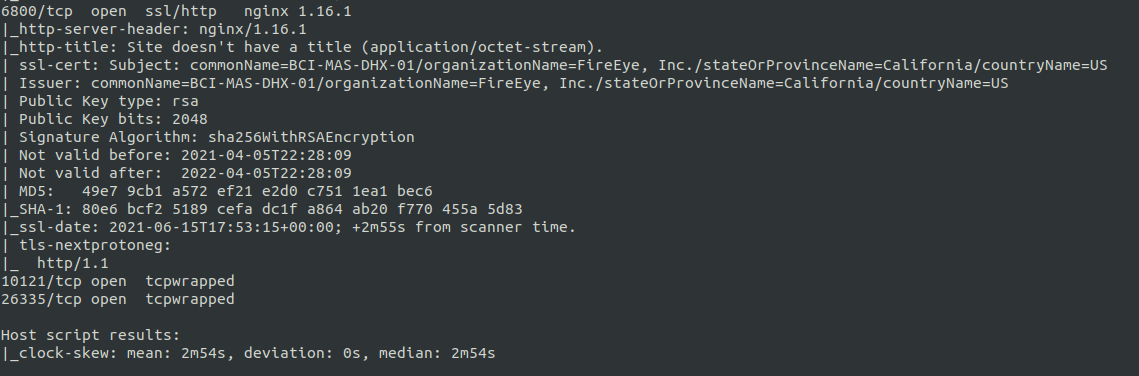 6800/tcp  open  ssl/http   nginx 1.16.1
|_http-server-header: nginx/1.16.1
|_http-title: Site doesn't have a title (application/octet-stream).
| ssl-cert: Subject: commonName=BCI-MAS-DHX-01/organizationName=FireEye, Inc./stateOrProvinceName=California/countryName=US
| Issuer: commonName=BCI-MAS-DHX-01/organizationName=FireEye, Inc./stateOrProvinceName=California/countryName=US
| Public Key type: rsa
| Public Key bits: 2048
| Signature Algorithm: sha256WithRSAEncryption
| Not valid before: 2021-04-05T22:28:09
| Not valid after:  2022-04-05T22:28:09
| MD5:   49e7 9cb1 a572 ef21 e2d0 c751 1ea1 bec6
|_SHA-1: 80e6 bcf2 5189 cefa dc1f a864 ab20 f770 455a 5d83
|_ssl-date: 2021-06-15T17:53:15+00:00; +2m55s from scanner time.
| tls-nextprotoneg:
|_  http/1.1
10121/tcp open  tcpwrapped
26335/tcp open  tcpwrapped

Host script results:
|_clock-skew: mean: 2m54s, deviation: 0s, median: 2m54s